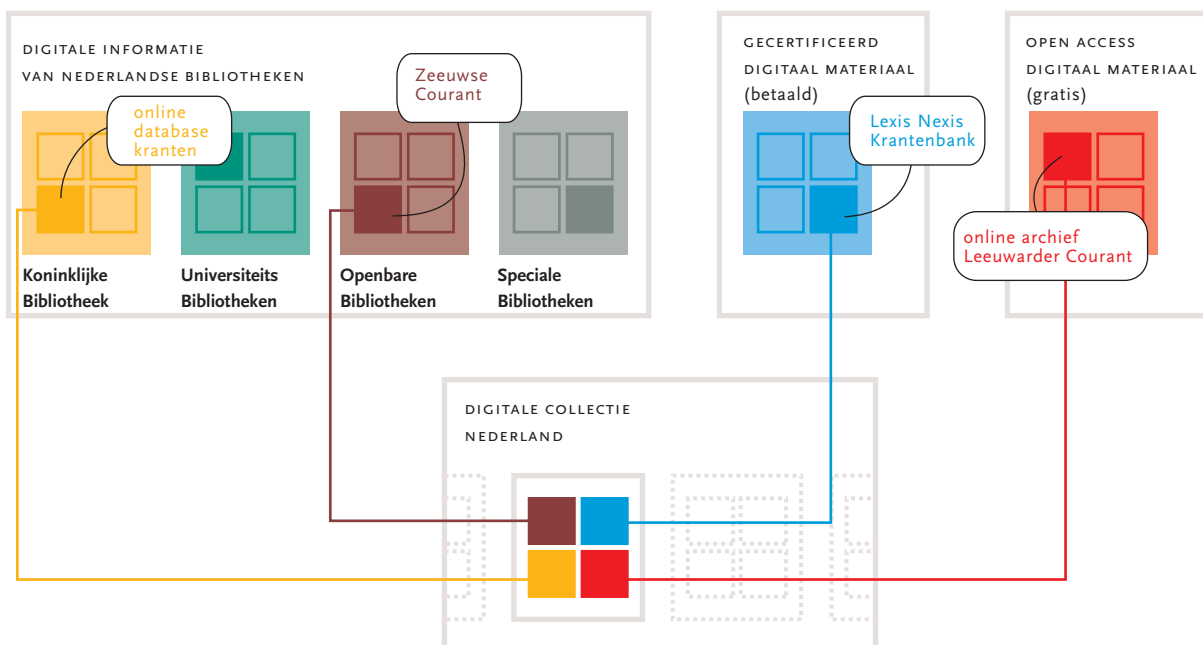 DIGITALE INFORMATIE
VAN NEDERLANDSE BIBLIOTHEKEN
online
database
kranten
Zeeuwse
Courant
Koninklijke
Bibliotheek
Universiteits
Bibliotheken
Openbare
Bibliotheken
Speciale
Bibliotheken
GECERTIFICEERD
DIGITAAL MATERIAAL
(betaald)
Lexis Nexis
Krantenbank
OPEN ACCESS
DIGITAAL MATERIAAL
(gratis)
online archief
Leeuwarder Courant
DIGITALE COLLECTIE
NEDERLAND